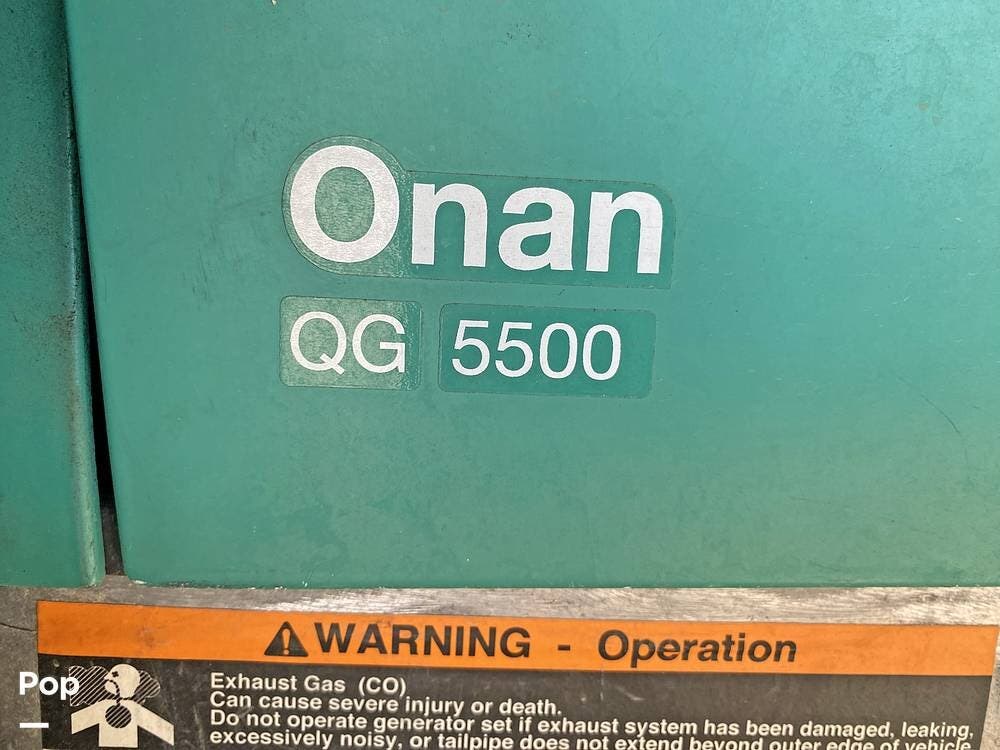 Onan
QG 5500
WARNING - Operation
Exhaust Gas (CO)
Can cause severe injury or death.
Do not operate generator set if exhaust system has been damaged, leaking,
excessively noisy, or tailpipe does not extend beyond outer edge of vehicle
Pop